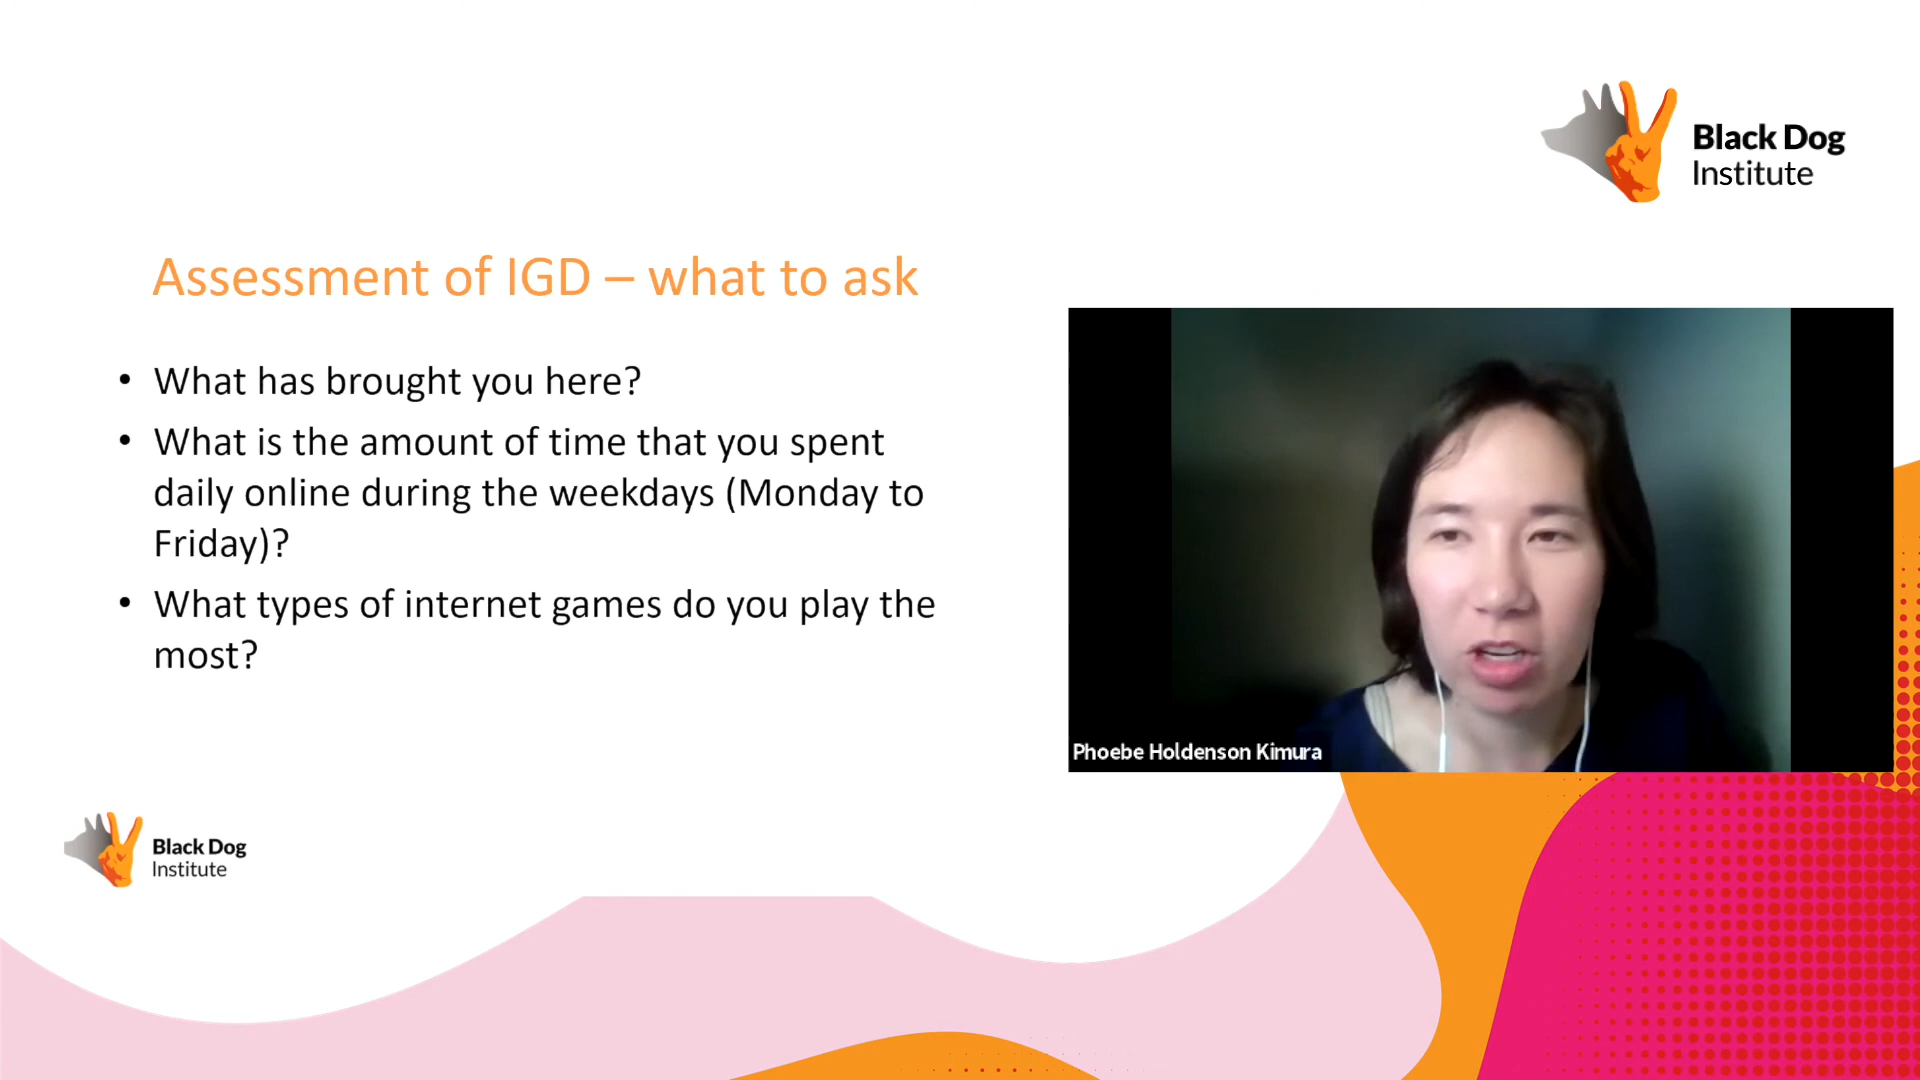 Black Dog
Institute
Assessment of IGD – what to ask
• What has brought you here?
• What is the amount of time that you spent
daily online during the weekdays (Monday to
Friday)?
• What types of internet games do you play the
most?
Phoebe Holdenson Kimura
Black Dog
Institute